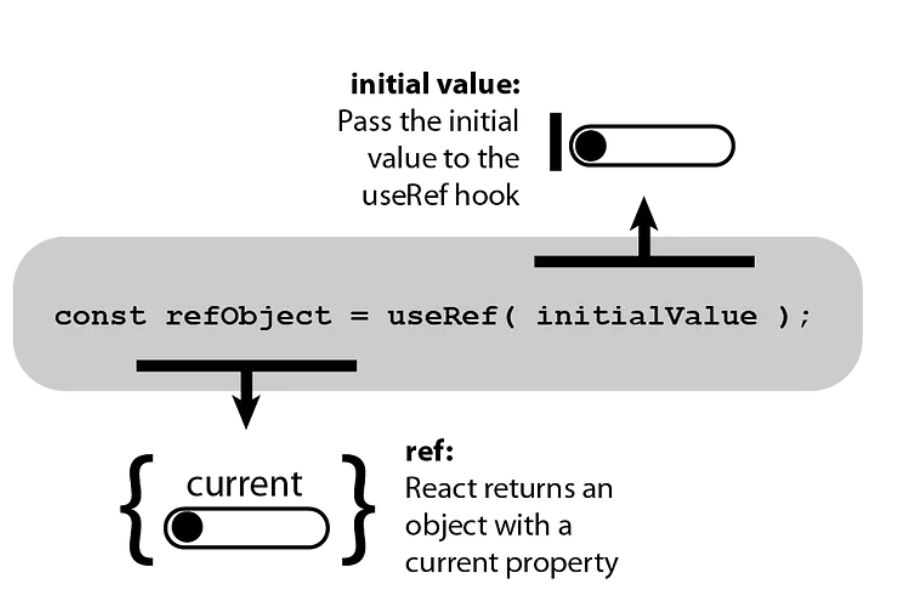 initial value:
Pass the initial
value to the
useRef hook
const refObject = useRef( initialValue );
{ current }
ref:
React returns an
object with a
current property